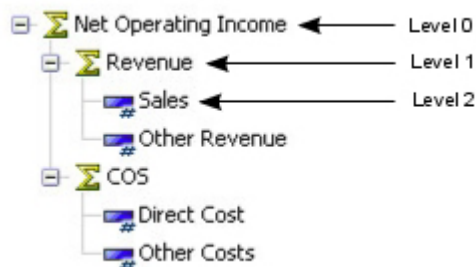 Net Operating Income Level 0
Revenue Level 1
Sales Level 2
Other Revenue
COS
Direct Cost
Other Costs